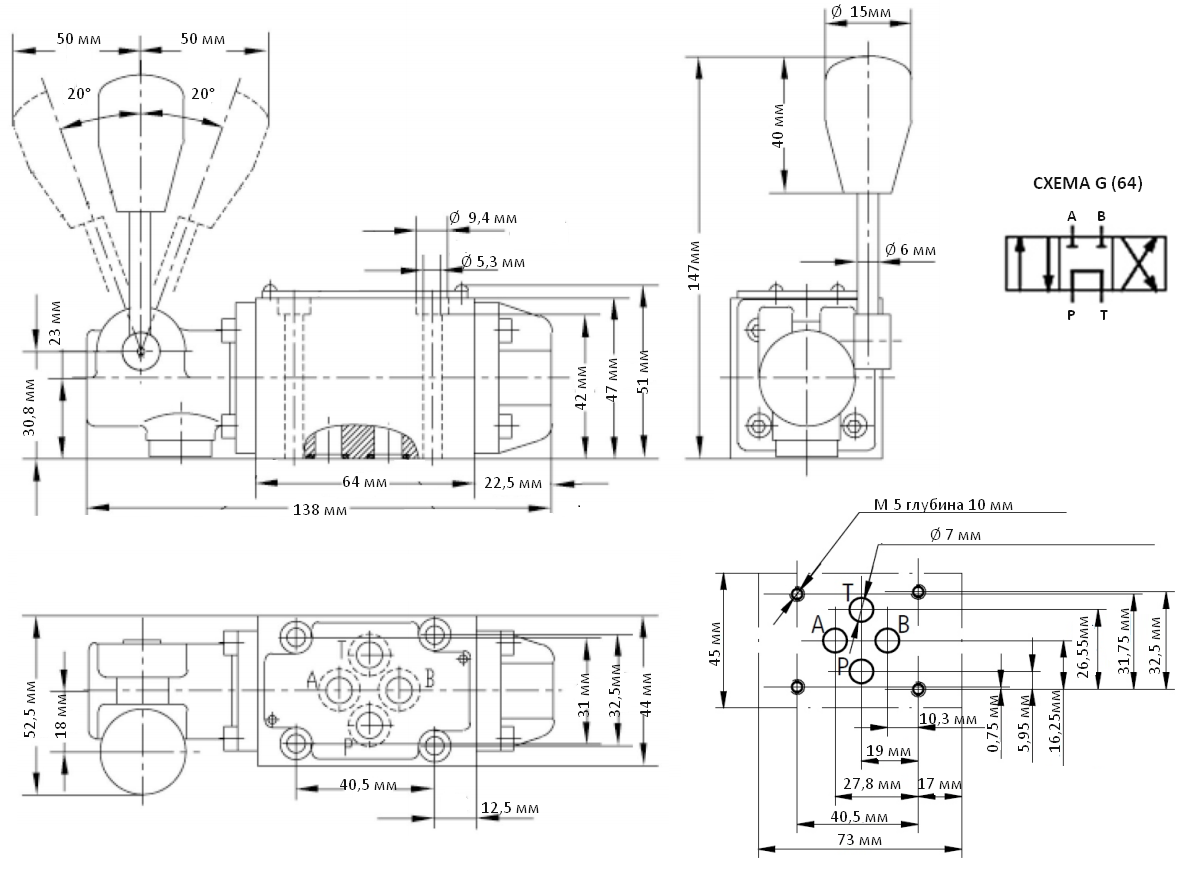 50 мм
50 мм
20°
20°
Ø 9,4 мм
Ø 5,3 мм
23 мм
30,8 мм
42 мм
47 мм
51 мм
64 мм
22,5 мм
138 мм
Ø 15мм
40 мм
147мм
Ø 6 мм
СХЕМА G (64)
A B
P T
52,5 мм
18 мм
T
A
B
P
31 мм
32,5мм
44 мм
40,5 мм
12,5 мм
М 5 глубина 10 мм
Ø 7 мм
T
A
B
P
45 мм
26,55мм
31,75 мм
32,5 мм
0,75 мм
5,95 мм
16,25мм
10,3 мм
19 мм
27,8 мм
17 мм
40,5 мм
73 мм